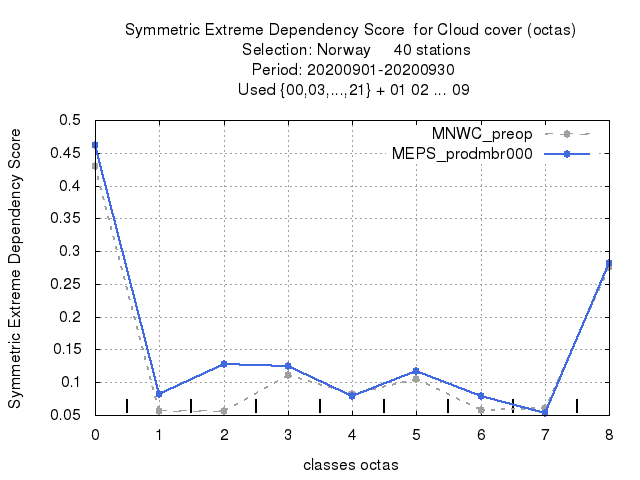 Symmetric Extreme Dependency Score  for Cloud cover (octas)
Selection: Norway     40 stations
Period: 20200901-20200930
Used {00,03,...,21} + 01 02 ... 09
Symmetric Extreme Dependency Score
0.5
0.45
0.4
0.35
0.3
0.25
0.2
0.15
0.1
0.05
MNWC_preop
MEPS_prodmbr000
0 1 2 3 4 5 6 7 8
classes octas